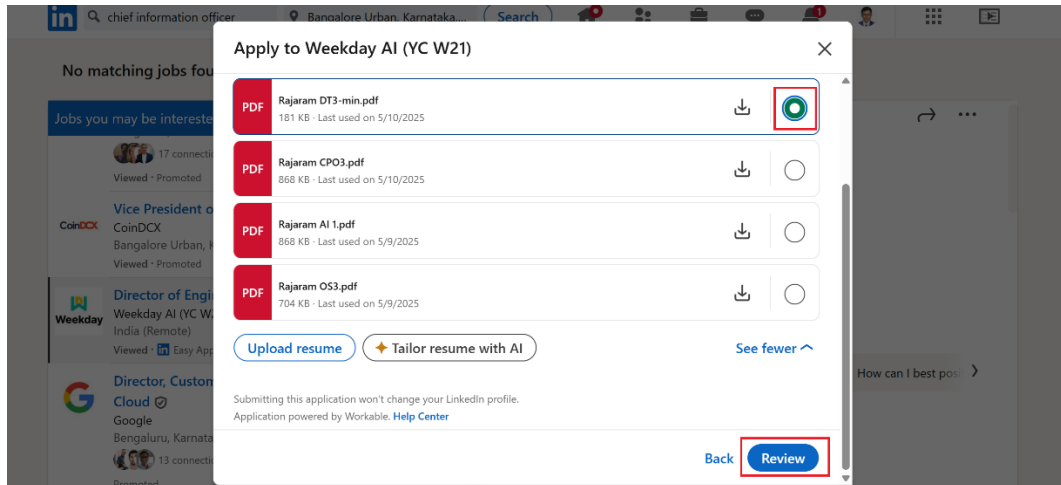 in
chief information officer
Bangalore Urban, Karnataka,...
Search
1
No matching jobs fou
Jobs you may be intereste
17 connecti
Viewed · Promoted
CoinDCX
Vice President o
CoinDCX
Bangalore Urban, K
Viewed · Promoted
Weekday
Director of Engi
Weekday AI (YC W
India (Remote)
Viewed · in Easy App
Director, Custom
Cloud
Google
Bengaluru, Karnata
13 connecti
Promoted
Apply to Weekday AI (YC W21)
PDF
Rajaram DT3-min.pdf
181 KB · Last used on 5/10/2025
PDF
Rajaram CPO3.pdf
868 KB · Last used on 5/10/2025
PDF
Rajaram AI 1.pdf
868 KB · Last used on 5/9/2025
PDF
Rajaram OS3.pdf
704 KB · Last used on 5/9/2025
Upload resume
Tailor resume with AI
See fewer
Submitting this application won't change your LinkedIn profile.
Application powered by Workable. Help Center
Back
Review
How can I best pos